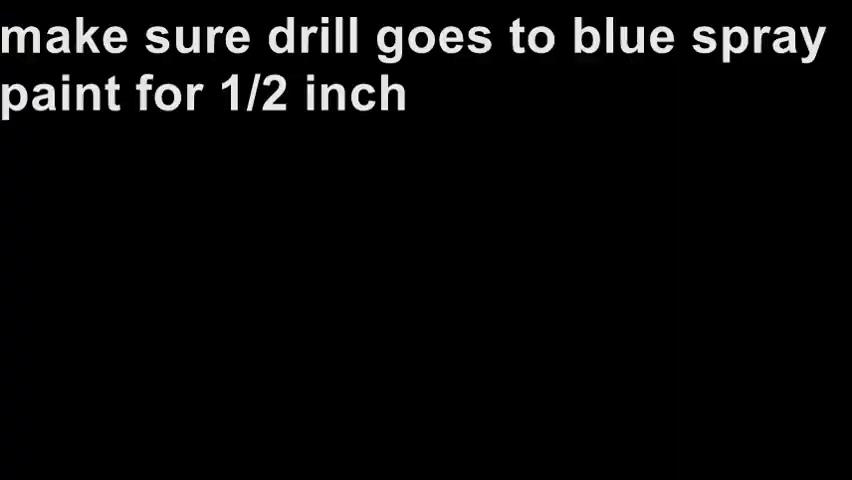 make sure drill goes to blue spray
paint for 1/2 inch